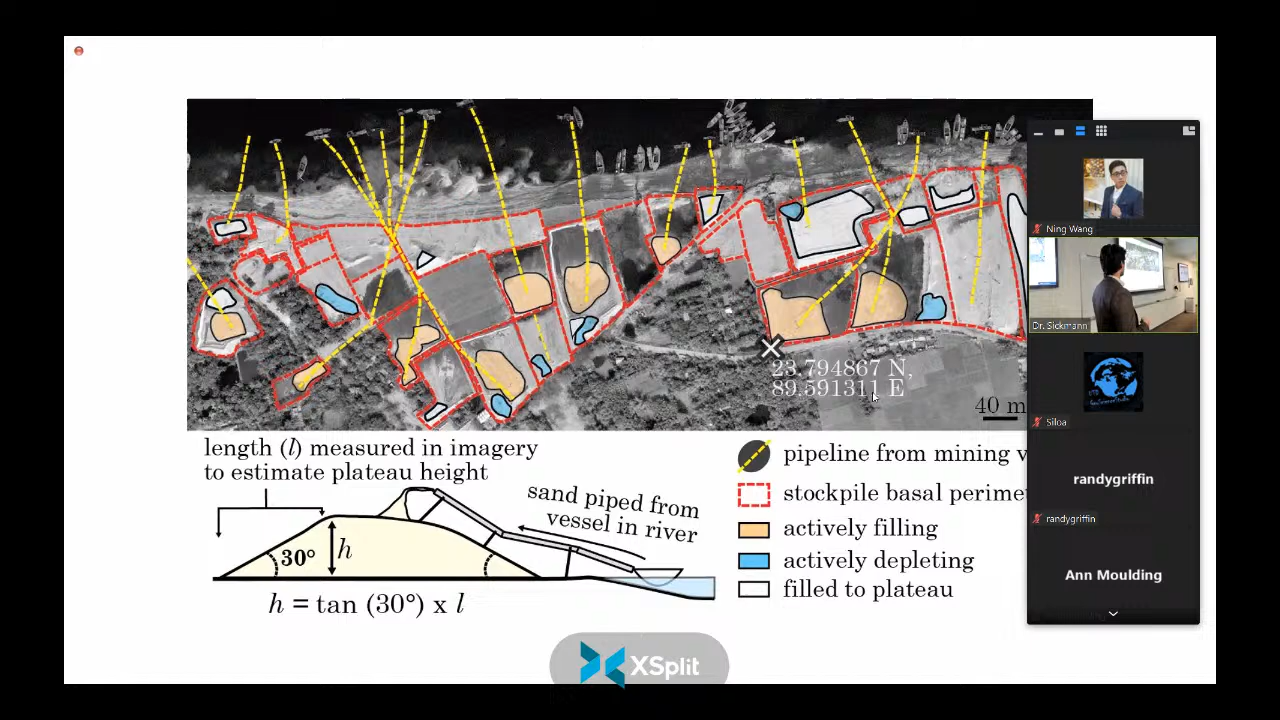 23.794867 N,
89.591311 E
40 m
length (l) measured in imagery
to estimate plateau height
sand piped from
vessel in river
30°
h
h = tan (30°) x l
pipeline from mining v
stockpile basal perime
actively filling
actively depleting
filled to plateau
XSplit
Ning Wang
Dr. Sickmann
Siloa
randygriffin
randygriffin
Ann Moulding